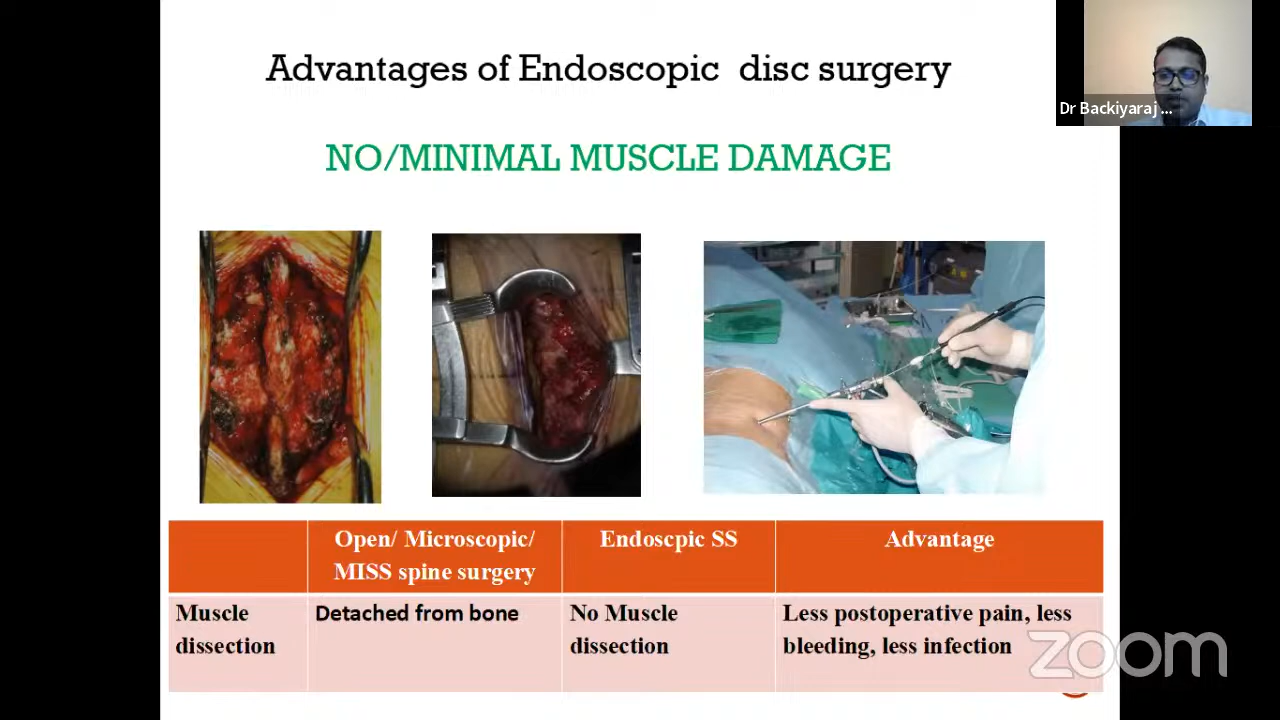 Advantages of Endoscopic disc surgery
Dr Backiyaraj ...
NO/MINIMAL MUSCLE DAMAGE
Open/ Microscopic/
MISS spine surgery
Endoscpic SS
Advantage
Muscle
dissection
Detached from bone
No Muscle
dissection
Less postoperative pain, less
bleeding, less infection
zoom